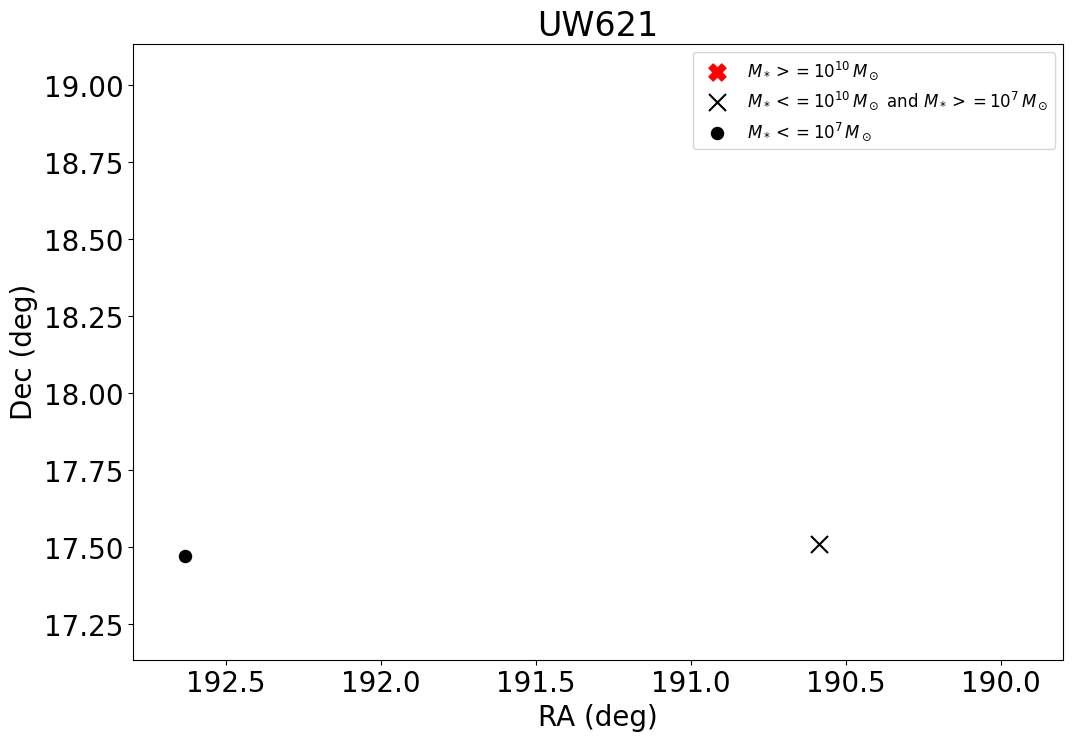 UW621
M* >= 10^10 M⊙
M* <= 10^10 M⊙ and M* >= 10^7 M⊙
M* <= 10^7 M⊙
19.00
18.75
18.50
18.25
18.00
17.75
17.50
17.25
Dec (deg)
192.5 192.0 191.5 191.0 190.5 190.0
RA (deg)